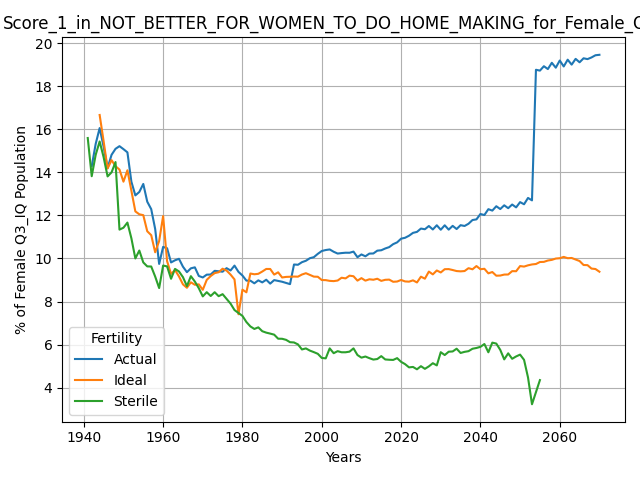 Score_1_in_NOT_BETTER_FOR_WOMEN_TO_DO_HOME_MAKING_for_Female_
% of Female Q3_IQ Population
20
18
16
14
12
10
8
6
4
Fertility
Actual
Ideal
Sterile
1940 1960 1980 2000 2020 2040 2060
Years